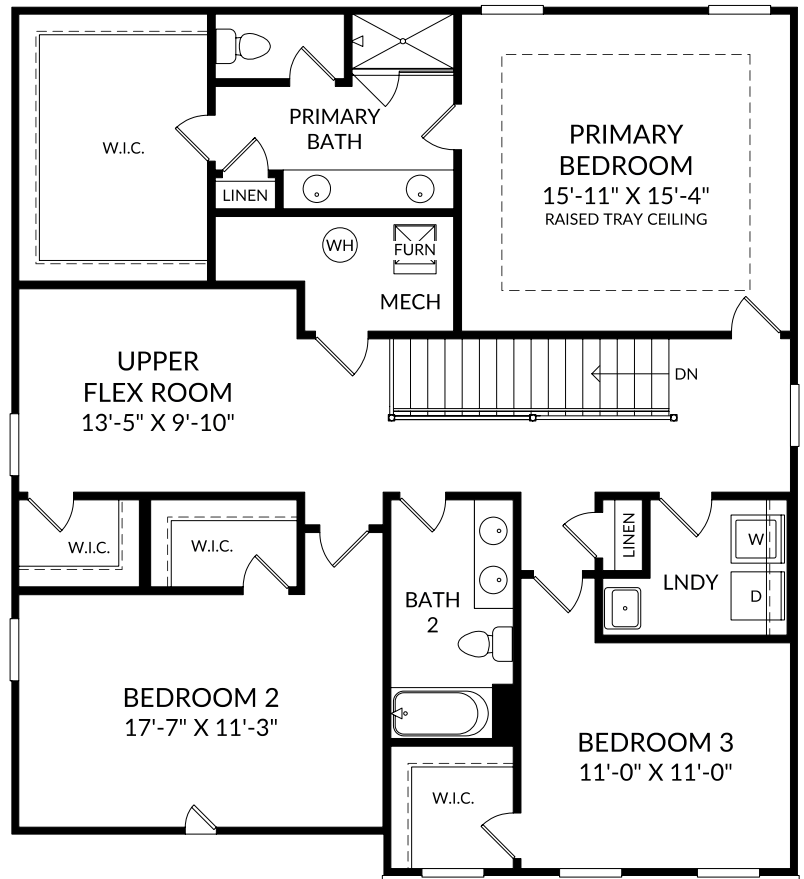 PRIMARY
BATH
W.I.C.
LINEN
PRIMARY
BEDROOM
15'-11" X 15'-4"
RAISED TRAY CEILING
WH
FURN
MECH
UPPER
FLEX ROOM
13'-5" X 9'-10"
DN
W.I.C.
W.I.C.
LINEN
W
D
LNDY
BATH
2
BEDROOM 2
17'-7" X 11'-3"
BEDROOM 3
11'-0" X 11'-0"
W.I.C.